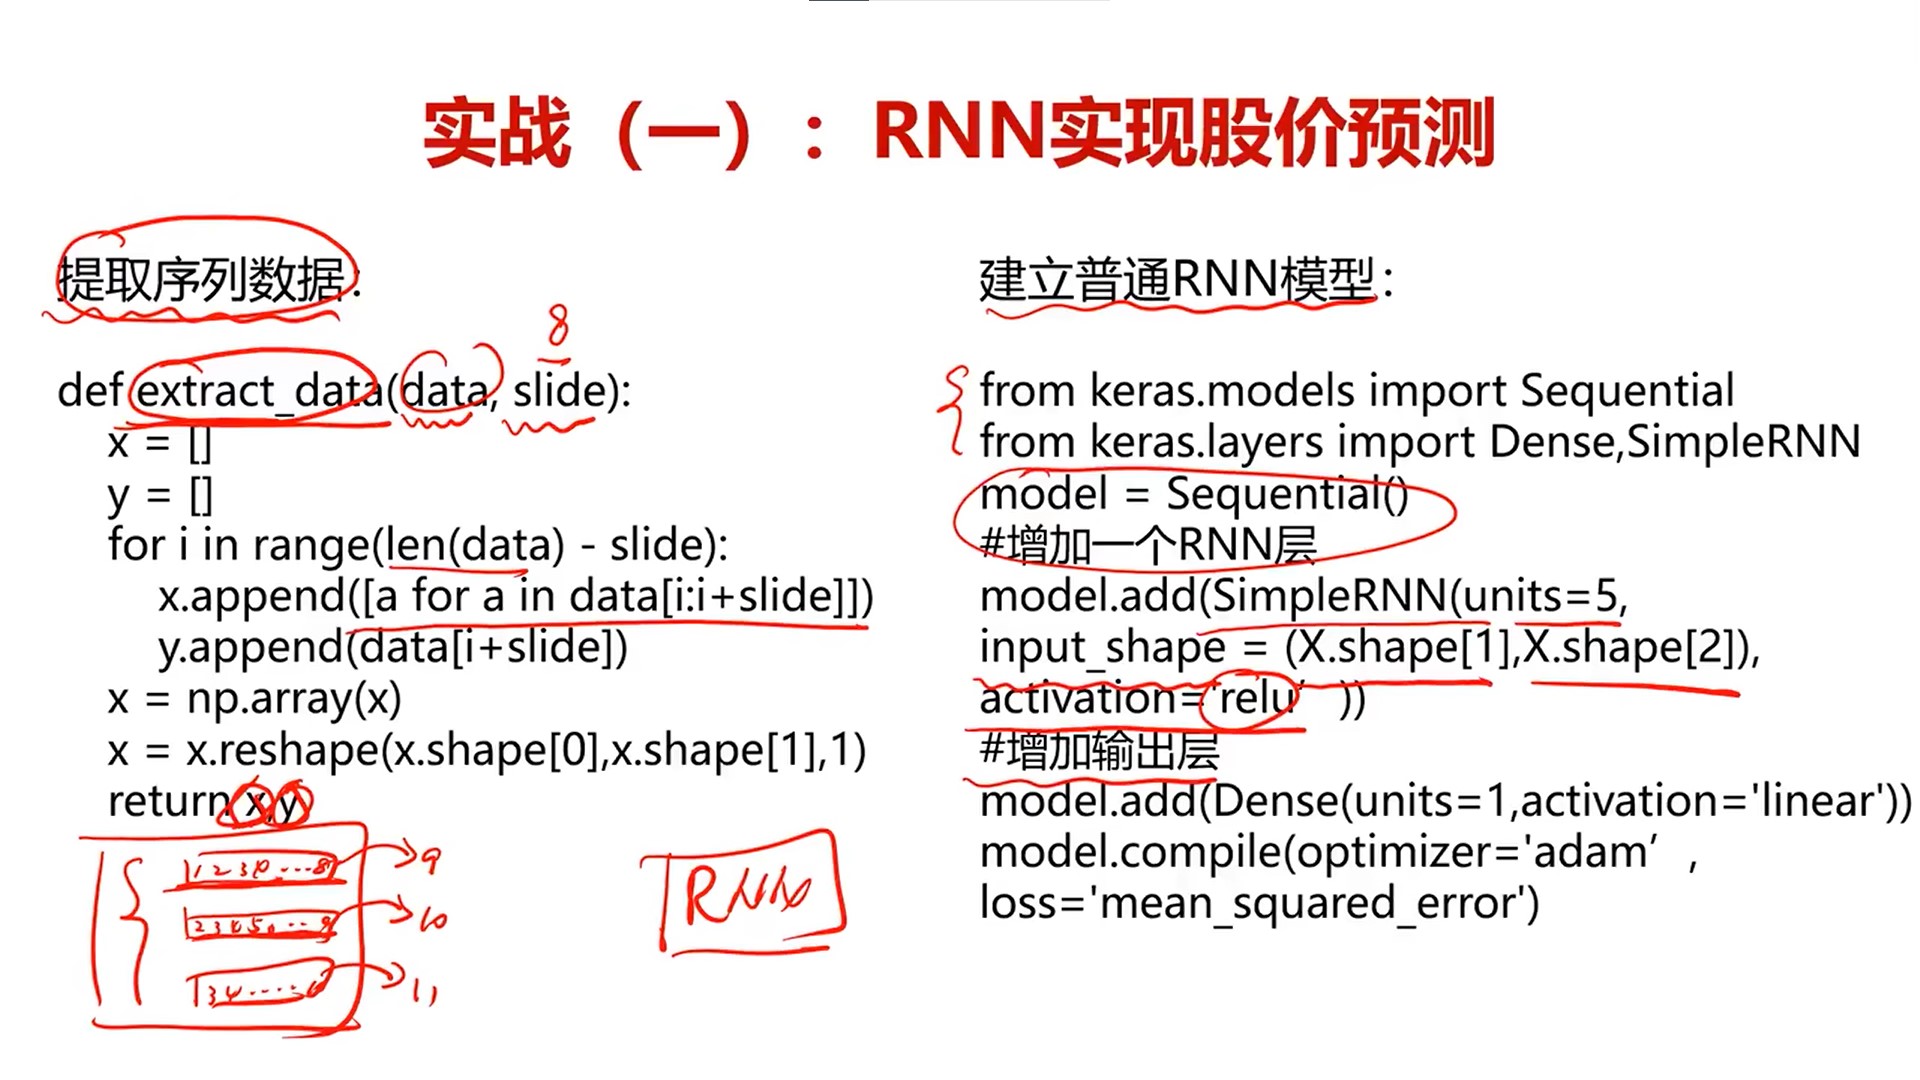 实战（一）：RNN实现股价预测
提取序列数据：
8
def extract_data(data, slide):
x = []
y = []
for i in range(len(data) - slide):
x.append([a for a in data[i:i+slide]])
y.append(data[i+slide])
x = np.array(x)
x = x.reshape(x.shape[0],x.shape[1],1)
return x,y
1 2 3 ... 8 9
2 3 4 5 ... 9 10
3 4 ..... 11
RNN
建立普通RNN模型：
from keras.models import Sequential
from keras.layers import Dense,SimpleRNN
model = Sequential()
#增加一个RNN层
model.add(SimpleRNN(units=5,
input_shape = (X.shape[1],X.shape[2]),
activation='relu’ ))
#增加输出层
model.add(Dense(units=1,activation='linear'))
model.compile(optimizer='adam’ ,
loss='mean_squared_error')